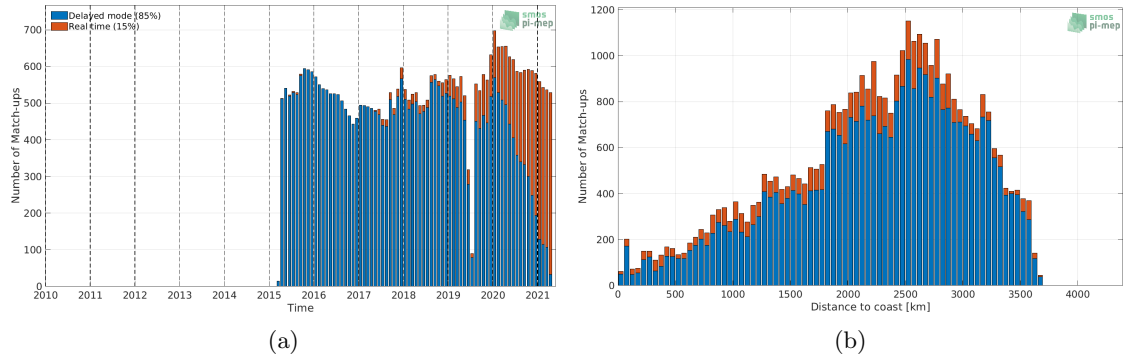 Delayed mode (85%)
Real time (15%)
smos
pi-mep
Number of Match-ups
700
600
500
400
300
200
100
0
2010 2011 2012 2013 2014 2015 2016 2017 2018 2019 2020 2021
Time
(a)
smos
pi-mep
Number of Match-ups
1200
1000
800
600
400
200
0
0 500 1000 1500 2000 2500 3000 3500 4000
Distance to coast [km]
(b)